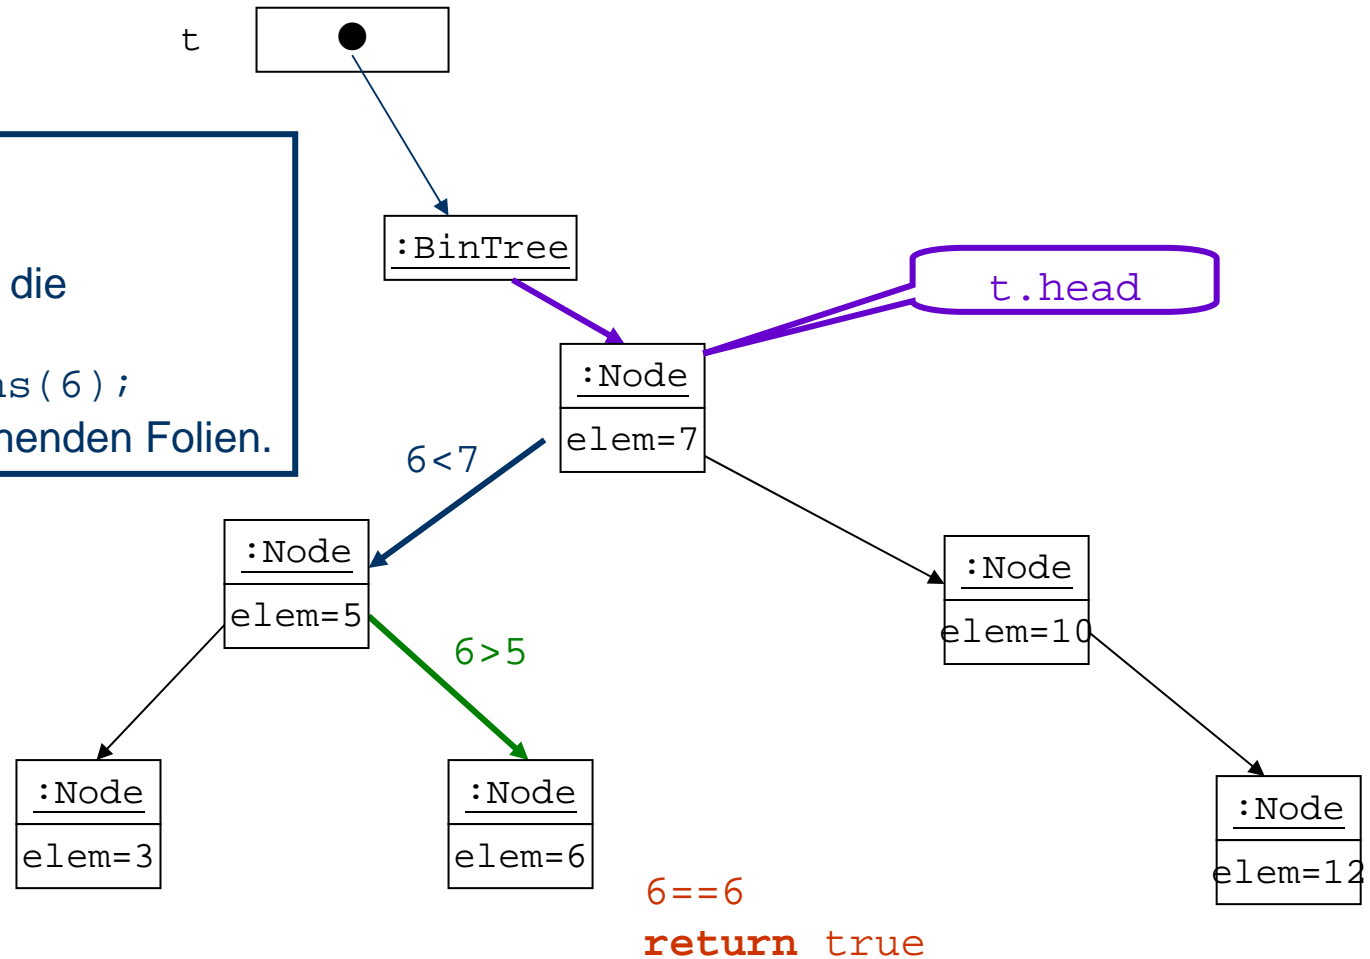 t
:BinTree
die
t.head
(6);
:Node
elem=7
Folien.
6<7
:Node
elem=5
:Node
elem=10
6>5
:Node
elem=3
:Node
elem=6
:Node
elem=12
6==6
return true